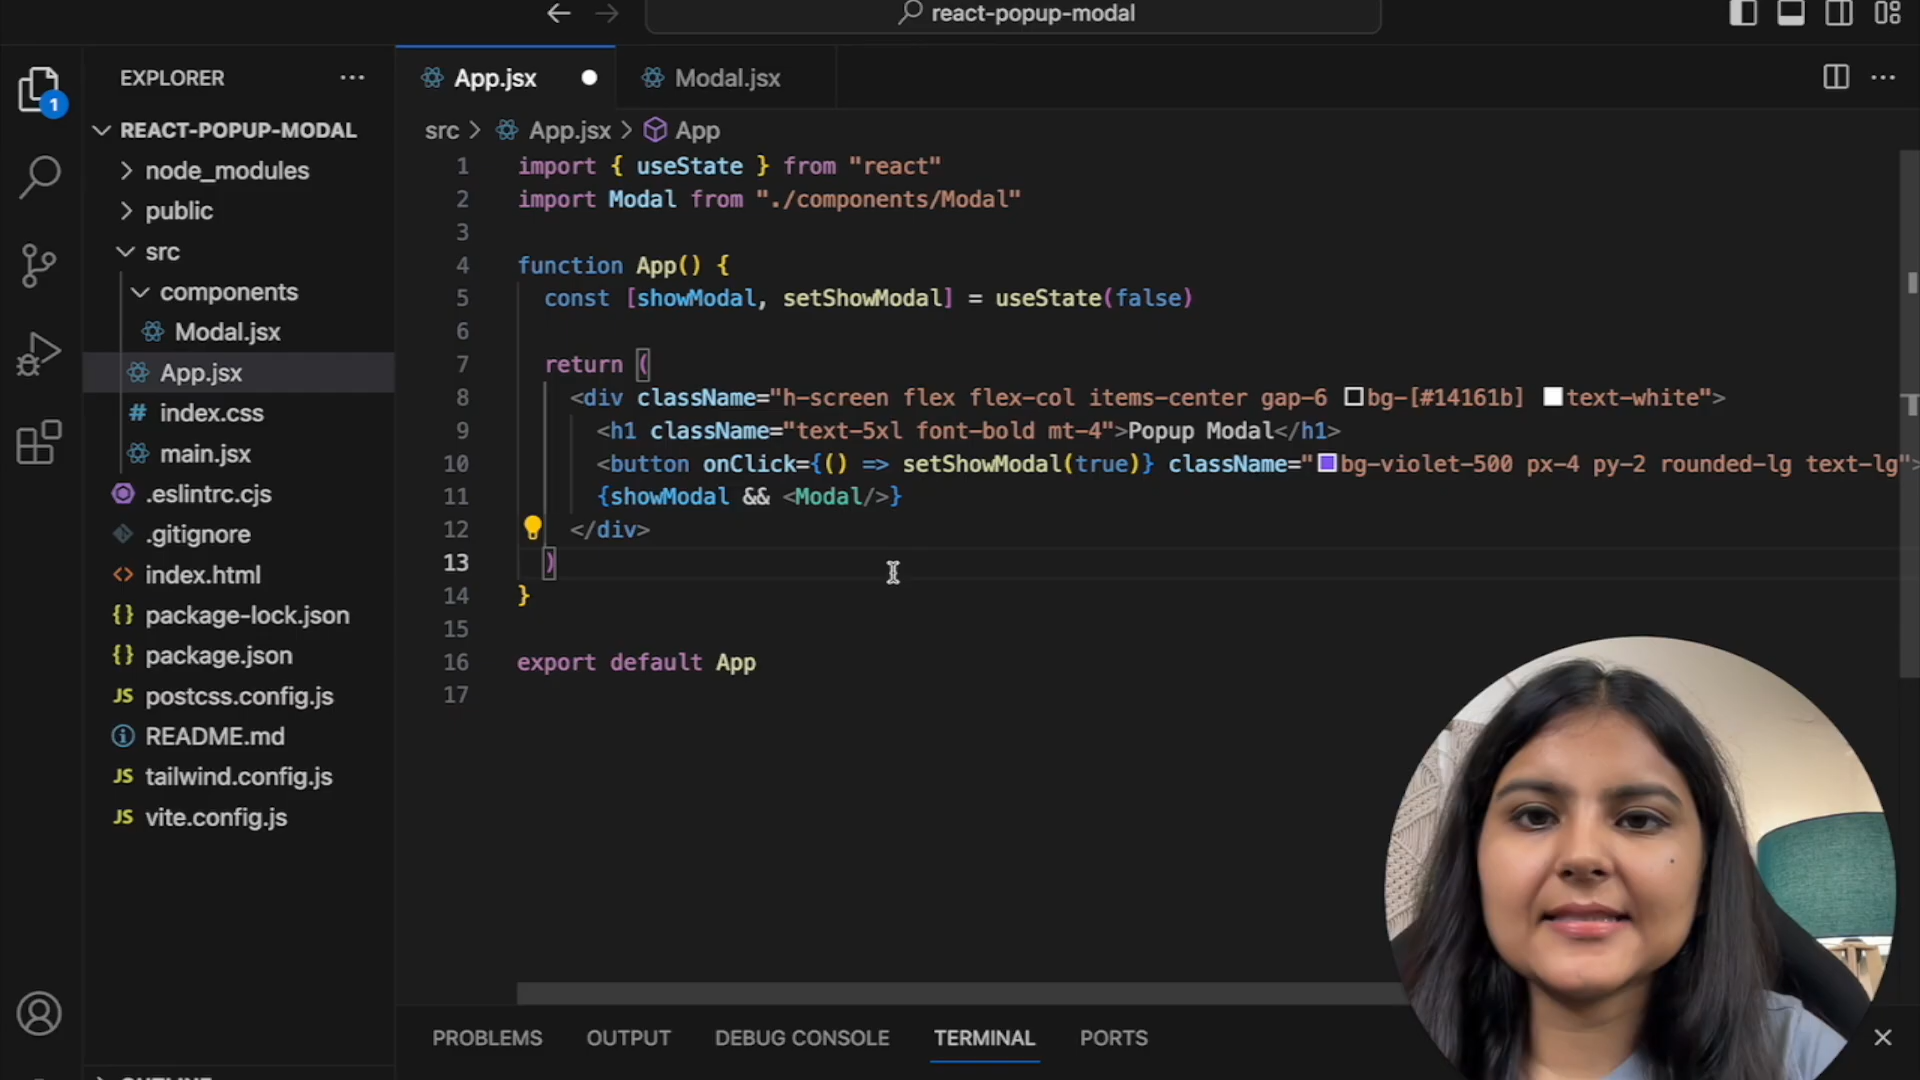 react-popup-modal
EXPLORER
REACT-POPUP-MODAL
node_modules
public
src
components
Modal.jsx
App.jsx
# index.css
main.jsx
.eslintrc.cjs
.gitignore
<> index.html
{} package-lock.json
{} package.json
JS postcss.config.js
README.md
JS tailwind.config.js
JS vite.config.js
1
App.jsx
Modal.jsx
src > App.jsx > App
1 import { useState } from "react"
2 import Modal from "./components/Modal"
3
4 function App() {
5 const [showModal, setShowModal] = useState(false)
6
7 return (
8 <div className="h-screen flex flex-col items-center gap-6 bg-[#14161b] text-white">
9 <h1 className="text-5xl font-bold mt-4">Popup Modal</h1>
10 <button onClick={() => setShowModal(true)} className="bg-violet-500 px-4 py-2 rounded-lg text-lg">
11 {showModal && <Modal/>}
12 </div>
13 )
14 }
15
16 export default App
17
PROBLEMS OUTPUT DEBUG CONSOLE TERMINAL PORTS